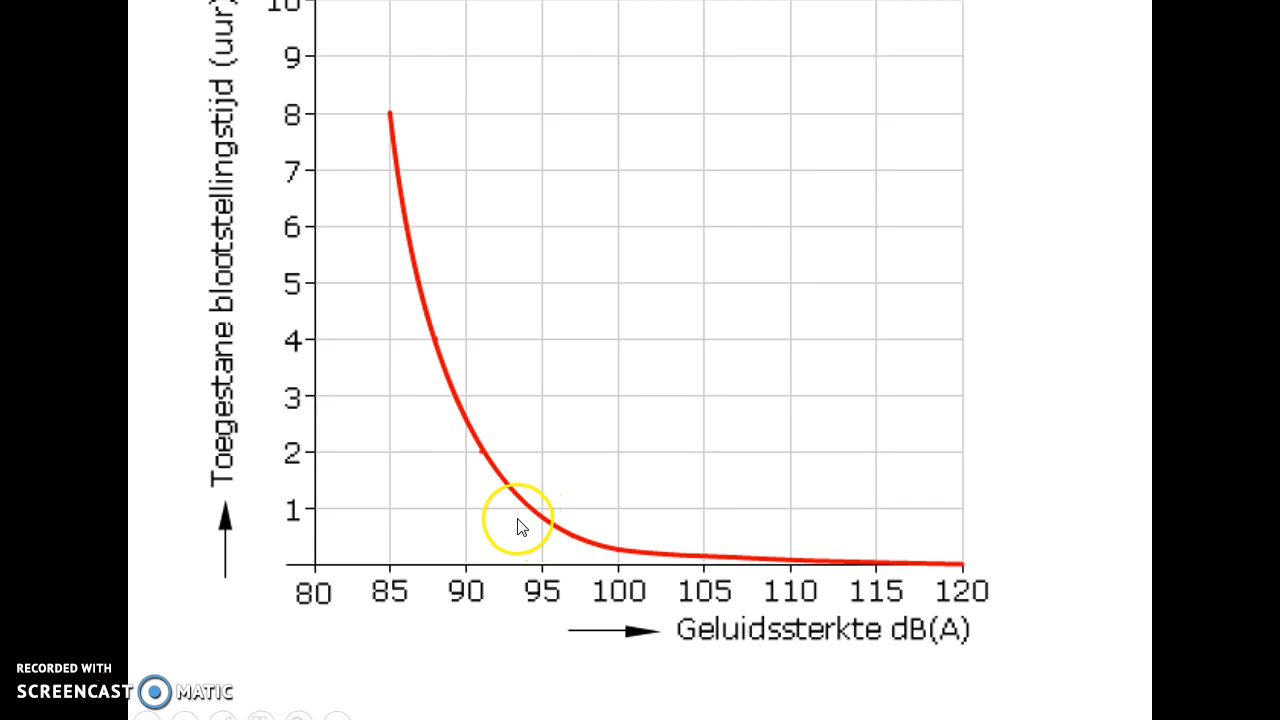 Toegestane blootstellingstijd (uur)
10
9
8
7
6
5
4
3
2
1
80 85 90 95 100 105 110 115 120
Geluidssterkte dB(A)
RECORDED WITH
SCREENCAST MATIC